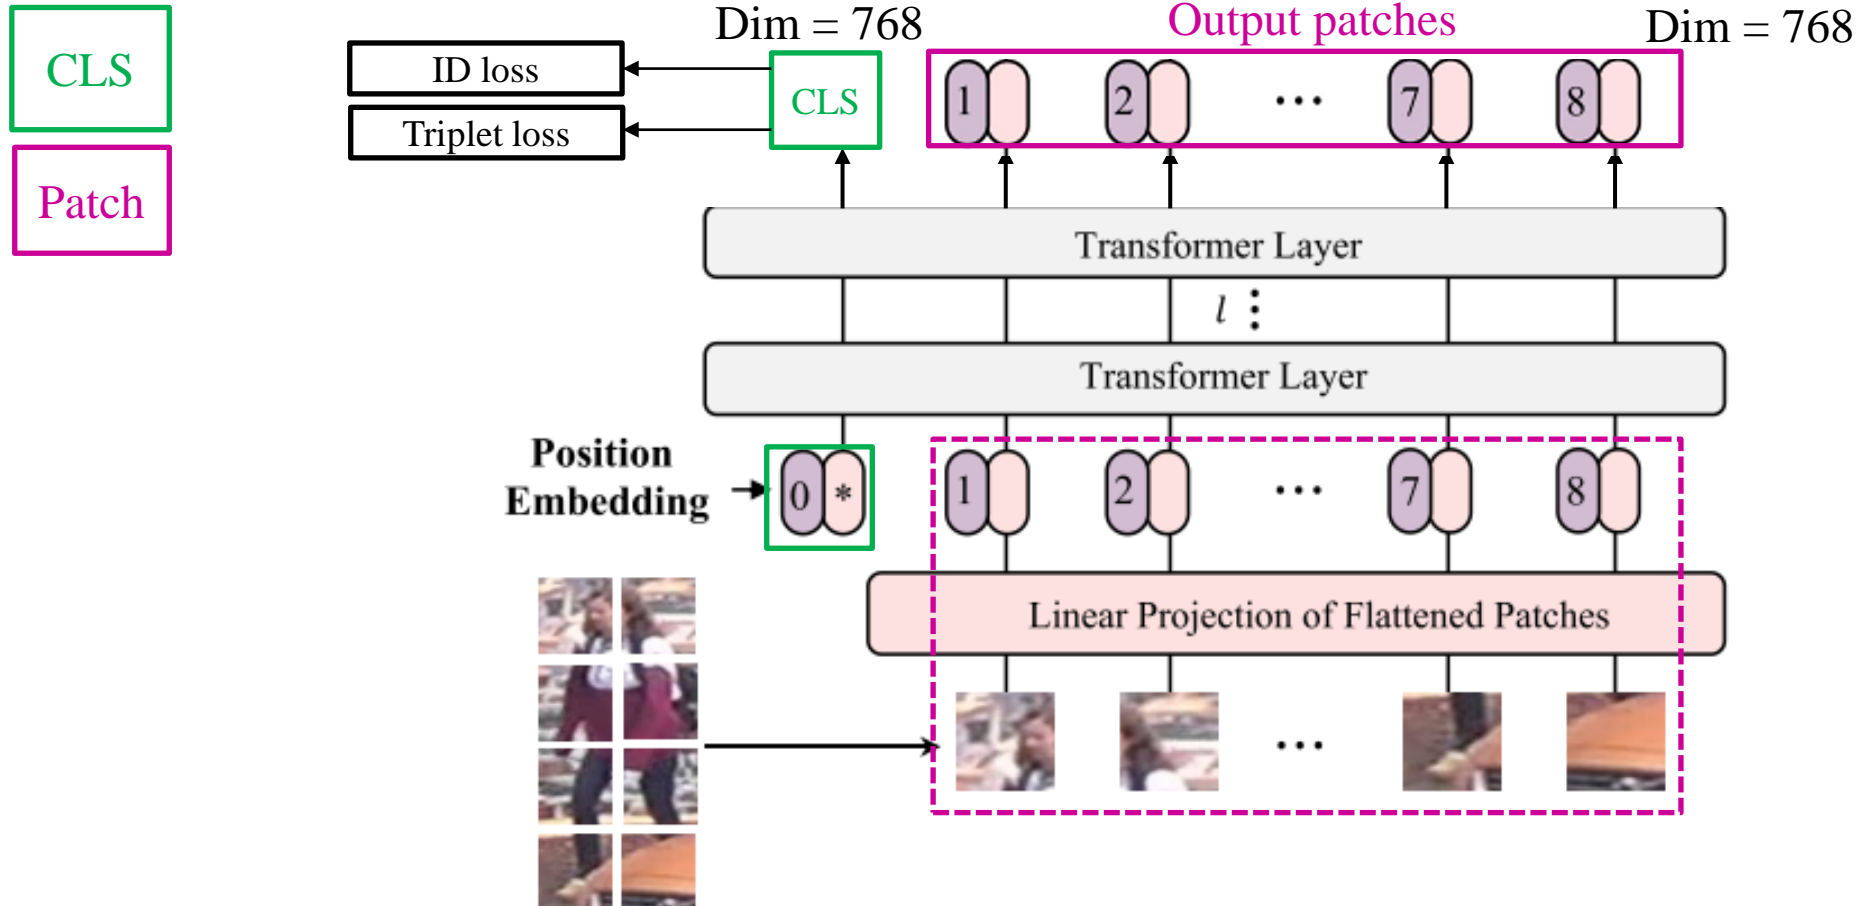 CLS
Patch
Dim = 768
Output patches
Dim = 768
ID loss
Triplet loss
CLS
1
2
...
7
8
Transformer Layer
l ⋮
Transformer Layer
Position
Embedding
0 *
1
2
...
7
8
Linear Projection of Flattened Patches
...